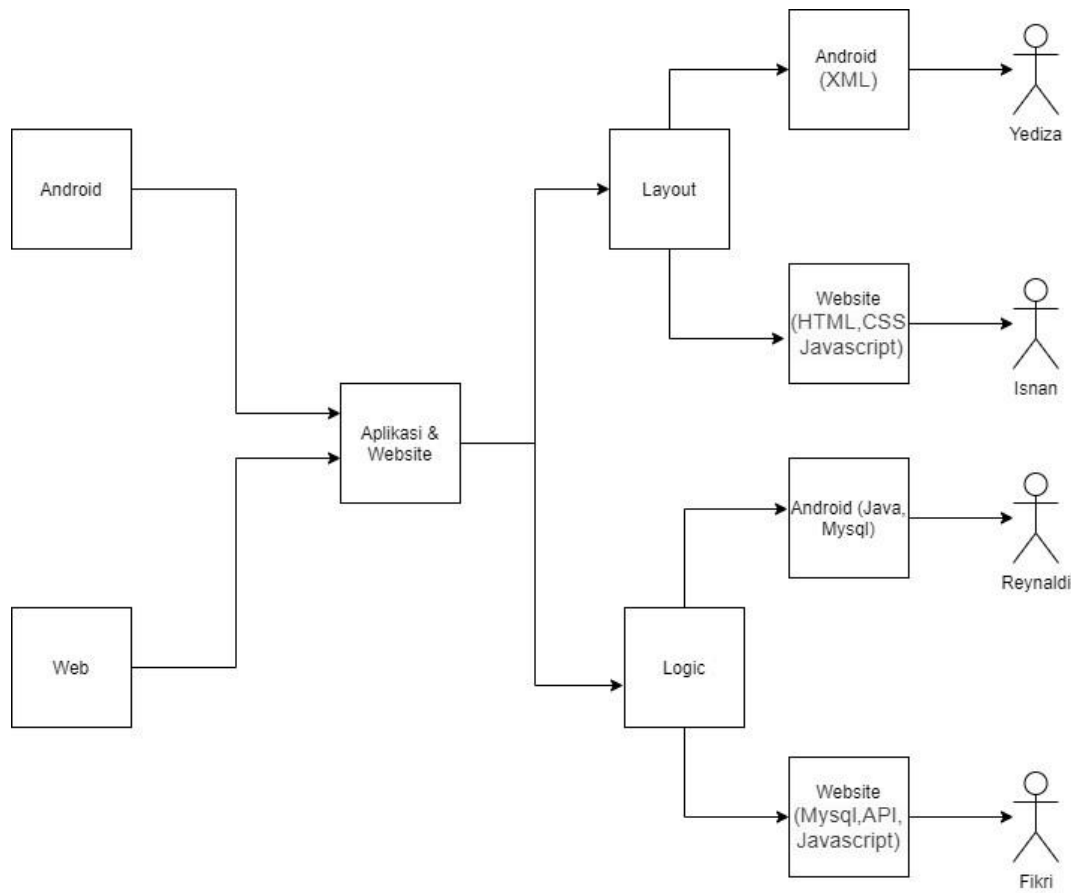 Android
(XML)
Yediza
Android
Layout
Website
(HTML,CSS
Javascript)
Isnan
Aplikasi &
Website
Android (Java,
Mysql)
Reynaldi
Web
Logic
Website
(Mysql,API,
Javascript)
Fikri